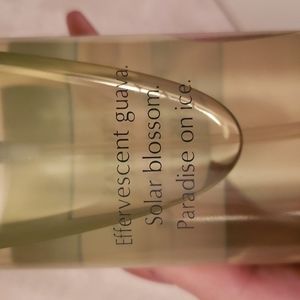 Effervescent guava.
Solar blossom.
Paradise on ice.